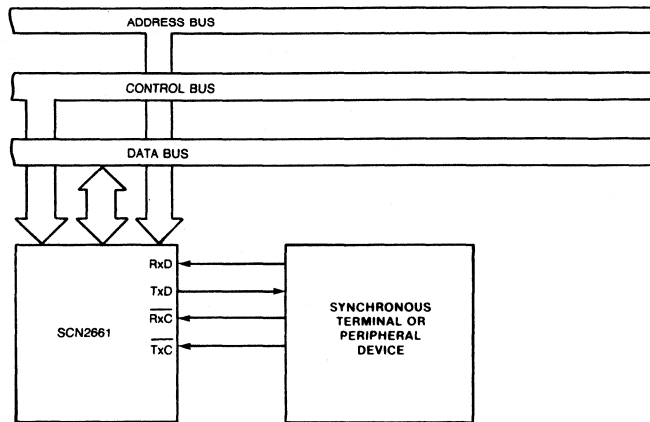 ADDRESS BUS
CONTROL BUS
DATA BUS
RxD
TxD
RxC
TxC
SCN2661
SYNCHRONOUS
TERMINAL OR
PERIPHERAL
DEVICE